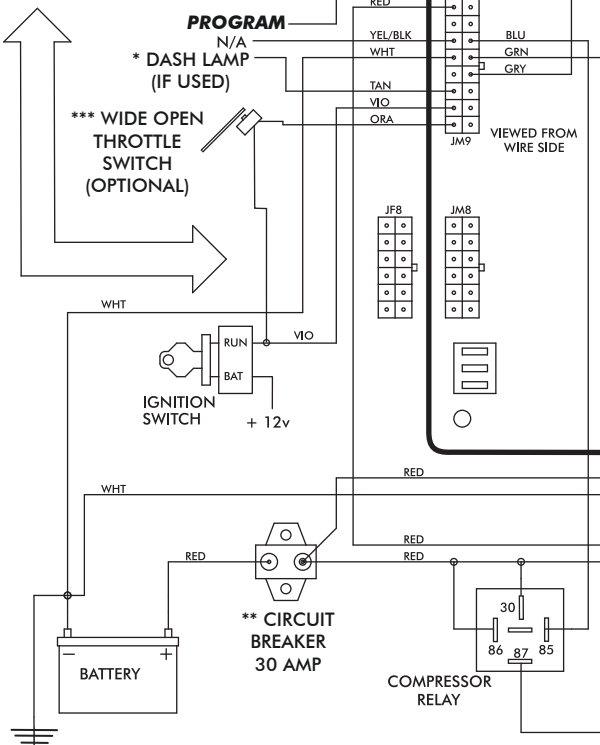 RED
PROGRAM
N/A
YEL/BLK
BLU
* DASH LAMP
WHT
GRN
(IF USED)
GRY
TAN
*** WIDE OPEN
THROTTLE
SWITCH
(OPTIONAL)
VIO
ORA
JM9
VIEWED FROM
WIRE SIDE
JF8
JM8
WHT
RUN
VIO
BAT
IGNITION
SWITCH
+ 12v
RED
WHT
RED
RED
RED
** CIRCUIT
BREAKER
30 AMP
30
86
87
85
− +
BATTERY
COMPRESSOR
RELAY